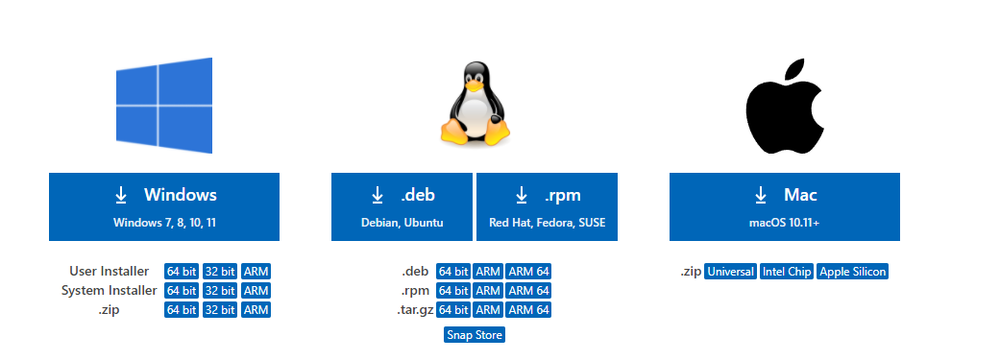 Windows
Windows 7, 8, 10, 11
User Installer 64 bit 32 bit ARM
System Installer 64 bit 32 bit ARM
.zip 64 bit 32 bit ARM
.deb
Debian, Ubuntu
.rpm
Red Hat, Fedora, SUSE
.deb 64 bit ARM ARM 64
.rpm 64 bit ARM ARM 64
.tar.gz 64 bit ARM ARM 64
Snap Store
Mac
macOS 10.11+
.zip Universal Intel Chip Apple Silicon